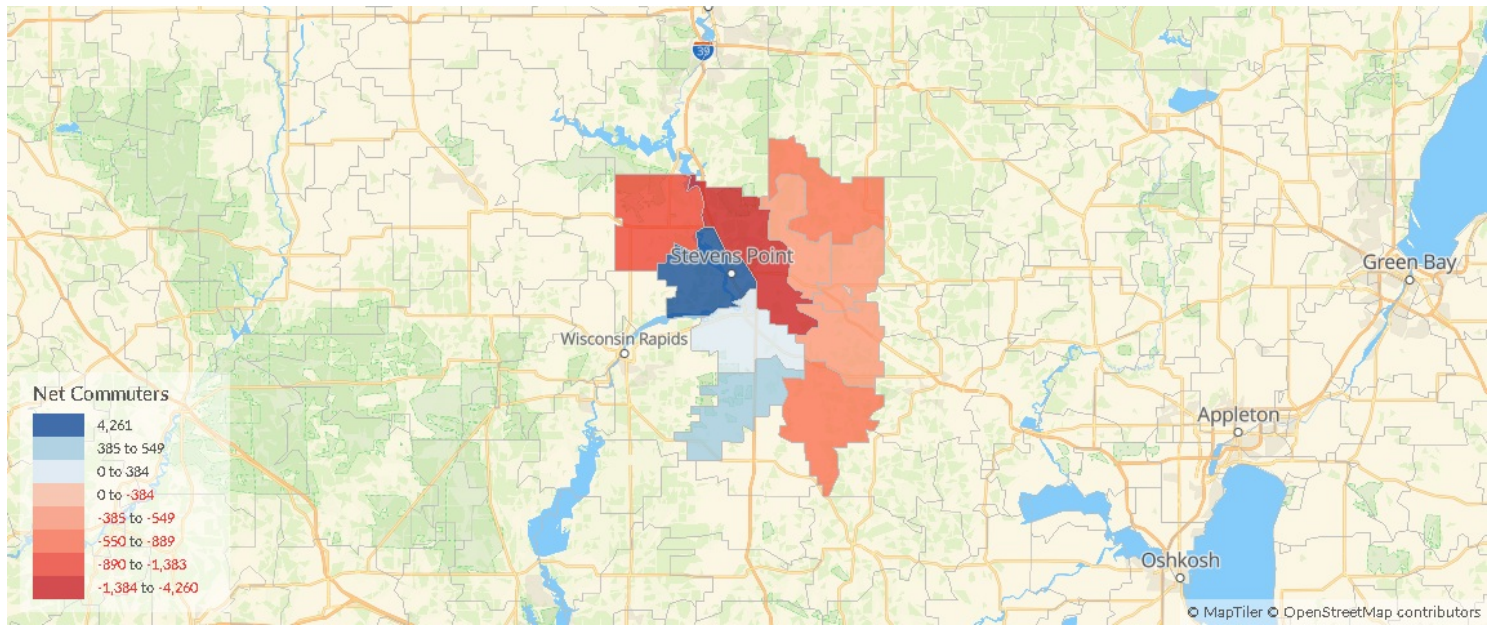 39
Stevens Point
Green Bay
Wisconsin Rapids
Net Commuters
4,261
385 to 549
0 to 384
0 to -384
-385 to -549
-550 to -889
-890 to -1,383
-1,384 to -4,260
Appleton
Oshkosh
© MapTiler © OpenStreetMap contributors